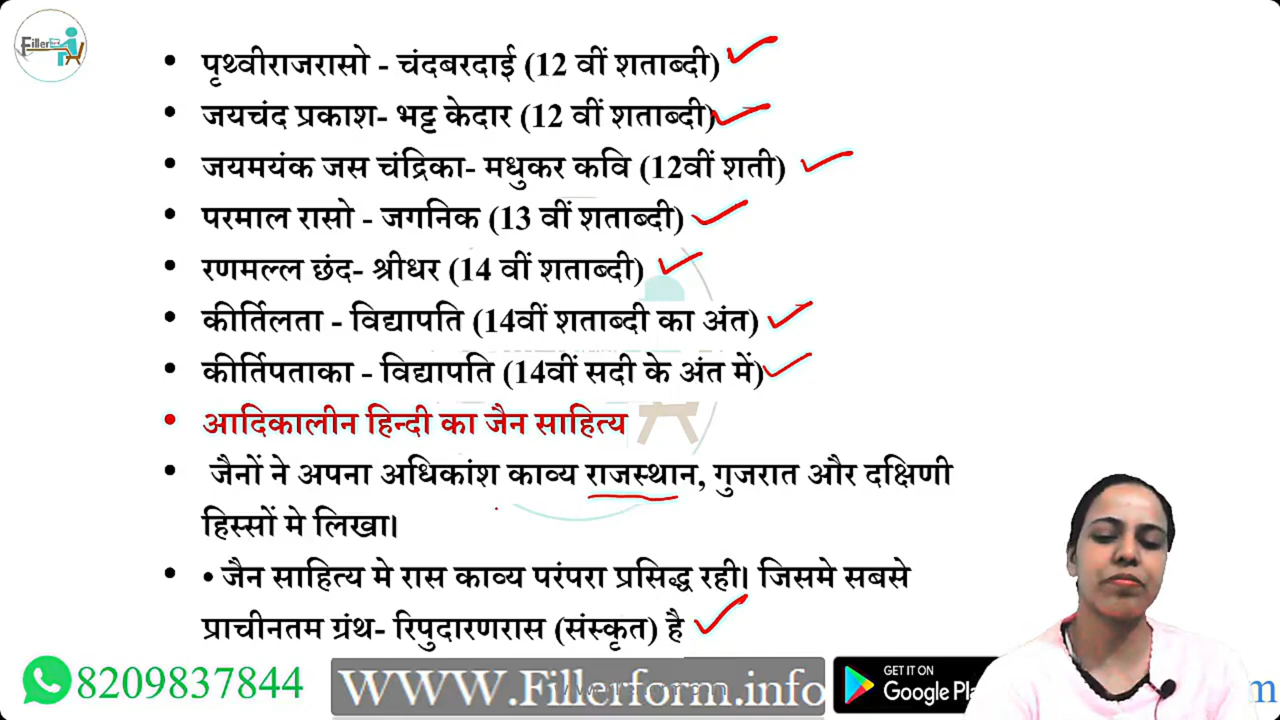 Filler
• पृथ्वीराजरासो - चंदबरदाई (12 वीं शताब्दी)
• जयचंद प्रकाश- भट्ट केदार (12 वीं शताब्दी)
• जयमयंक जस चंद्रिका- मधुकर कवि (12वीं शती)
• परमाल रासो - जगनिक (13 वीं शताब्दी)
• रणमल्ल छंद- श्रीधर (14 वीं शताब्दी)
• कीर्तिलता - विद्यापति (14वीं शताब्दी का अंत)
• कीर्तिपताका - विद्यापति (14वीं सदी के अंत में)
• आदिकालीन हिन्दी का जैन साहित्य
• जैनों ने अपना अधिकांश काव्य राजस्थान, गुजरात और दक्षिणी
हिस्सों मे लिखा।
• • जैन साहित्य मे रास काव्य परंपरा प्रसिद्ध रही। जिसमे सबसे
प्राचीनतम ग्रंथ- रिपुदारणरास (संस्कृत) है
8209837844
WWW.Fillerform.info
GET IT ON
Google Pla
m